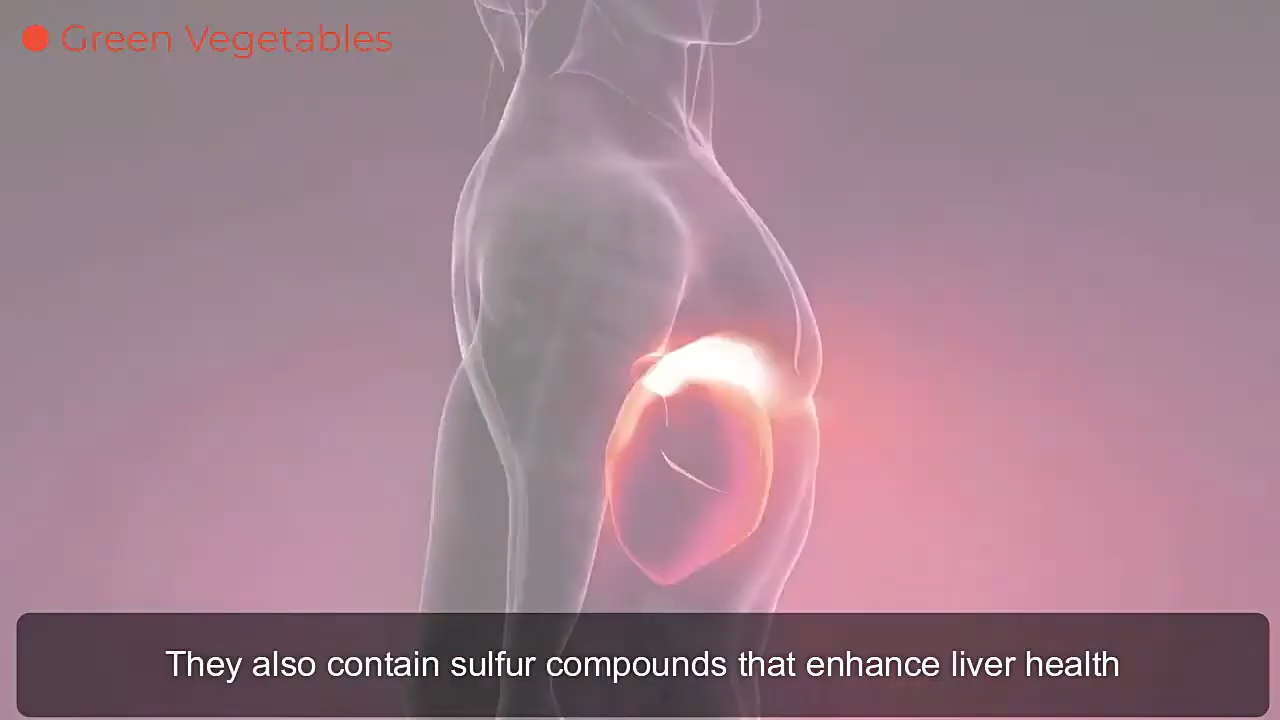 Green Vegetables
They also contain sulfur compounds that enhance liver health